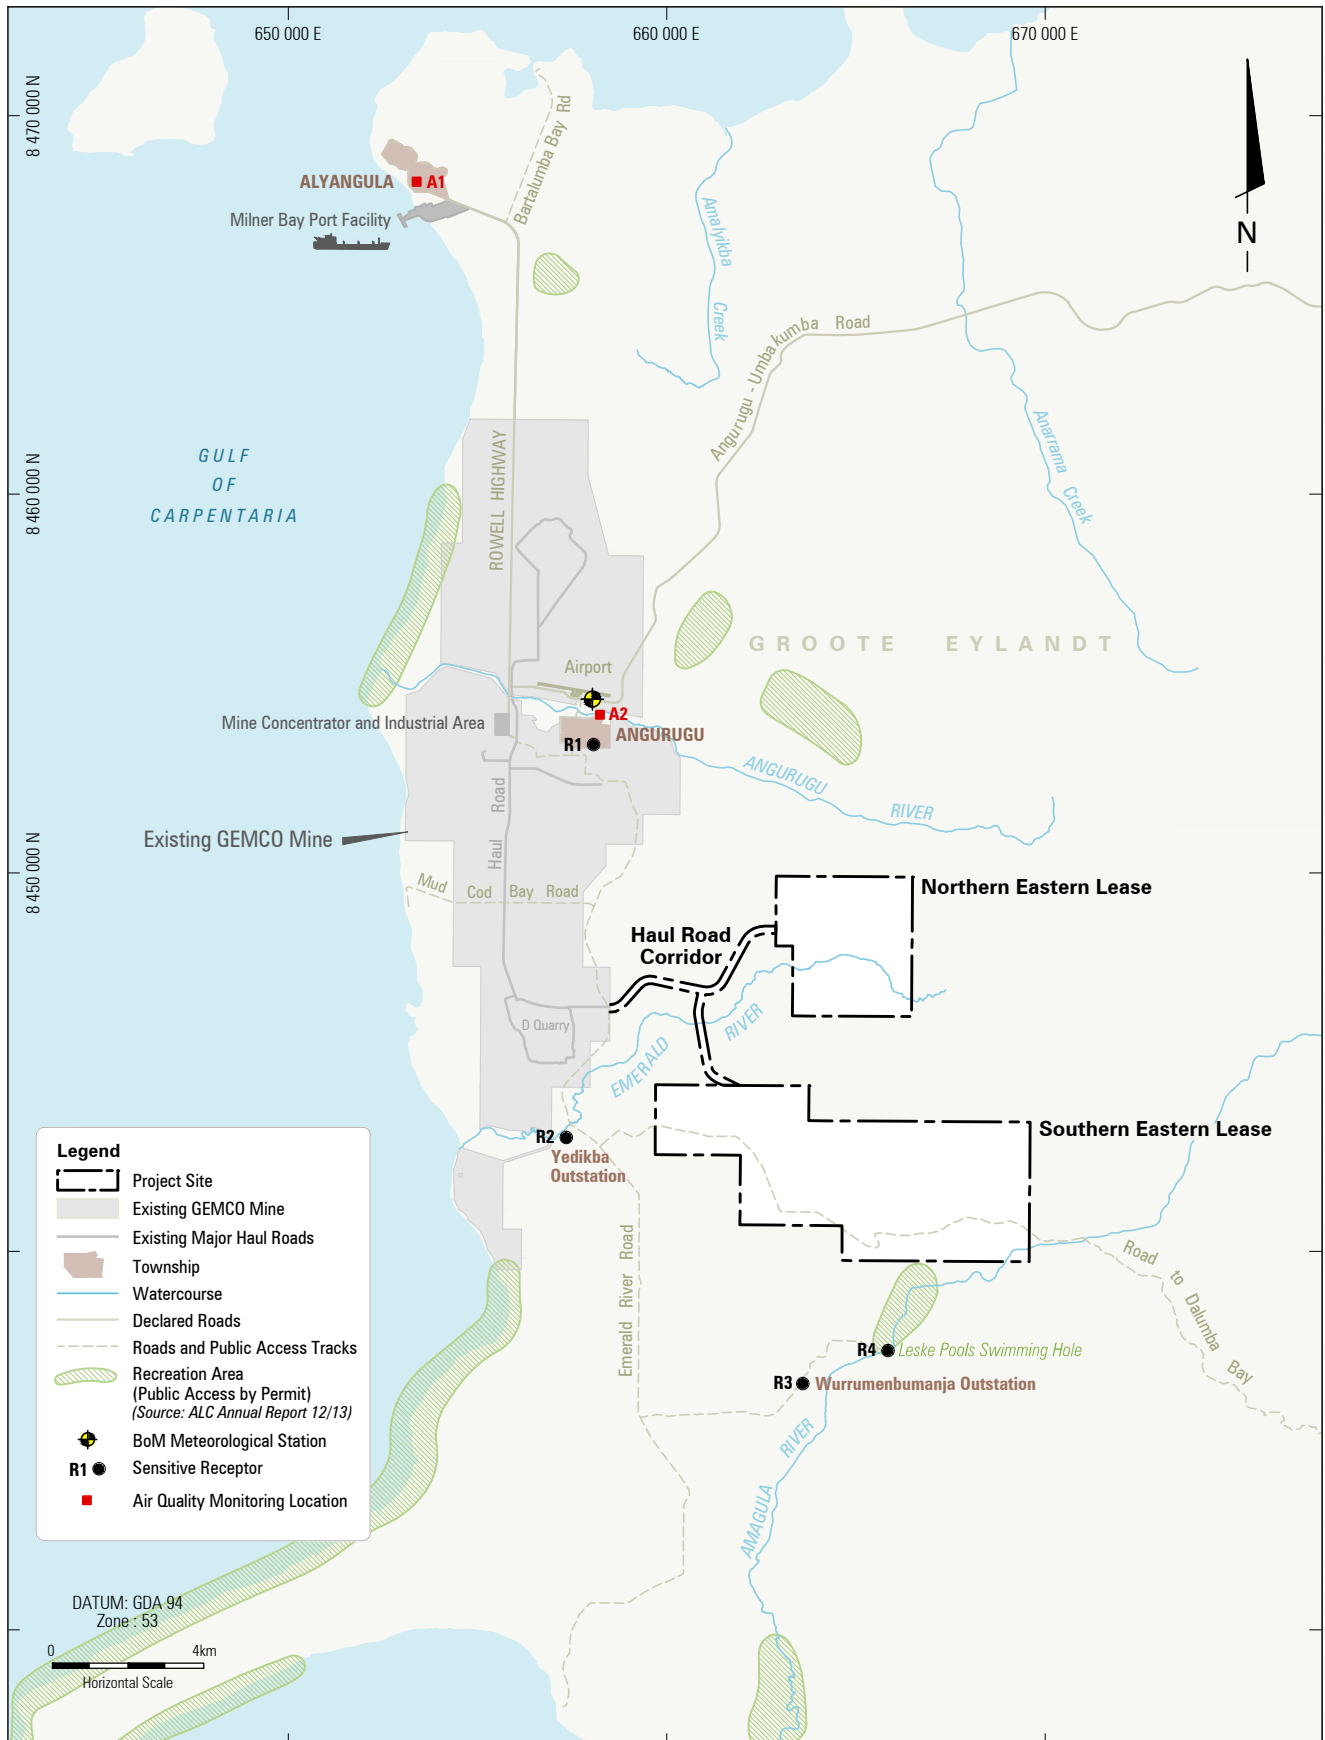 650 000 E
660 000 E
670 000 E
8 470 000 N
8 460 000 N
8 450 000 N
Bartalumba Bay Rd
ALYANGULA
A1
Milner Bay Port Facility
N
Amalyikba Creek
Angurugu - Umbakumba Road
Anarrama Creek
GULF
OF
CARPENTARIA
ROWELL HIGHWAY
GROOTE EYLANDT
Airport
A2
Mine Concentrator and Industrial Area
ANGURUGU
R1
ANGURUGU RIVER
Haul Road
Existing GEMCO Mine
Mud Cod Bay Road
Northern Eastern Lease
Haul Road
Corridor
D Quarry
EMERALD RIVER
Southern Eastern Lease
R2
Yedikba
Outstation
Emerald River Road
Road to Dalumba Bay
R4
Leske Pools Swimming Hole
R3
Wurrumenbumanja Outstation
AMAGULA RIVER
Legend
Project Site
Existing GEMCO Mine
Existing Major Haul Roads
Township
Watercourse
Declared Roads
Roads and Public Access Tracks
Recreation Area
(Public Access by Permit)
(Source: ALC Annual Report 12/13)
BoM Meteorological Station
R1 Sensitive Receptor
Air Quality Monitoring Location
DATUM: GDA 94
Zone : 53
0 4km
Horizontal Scale